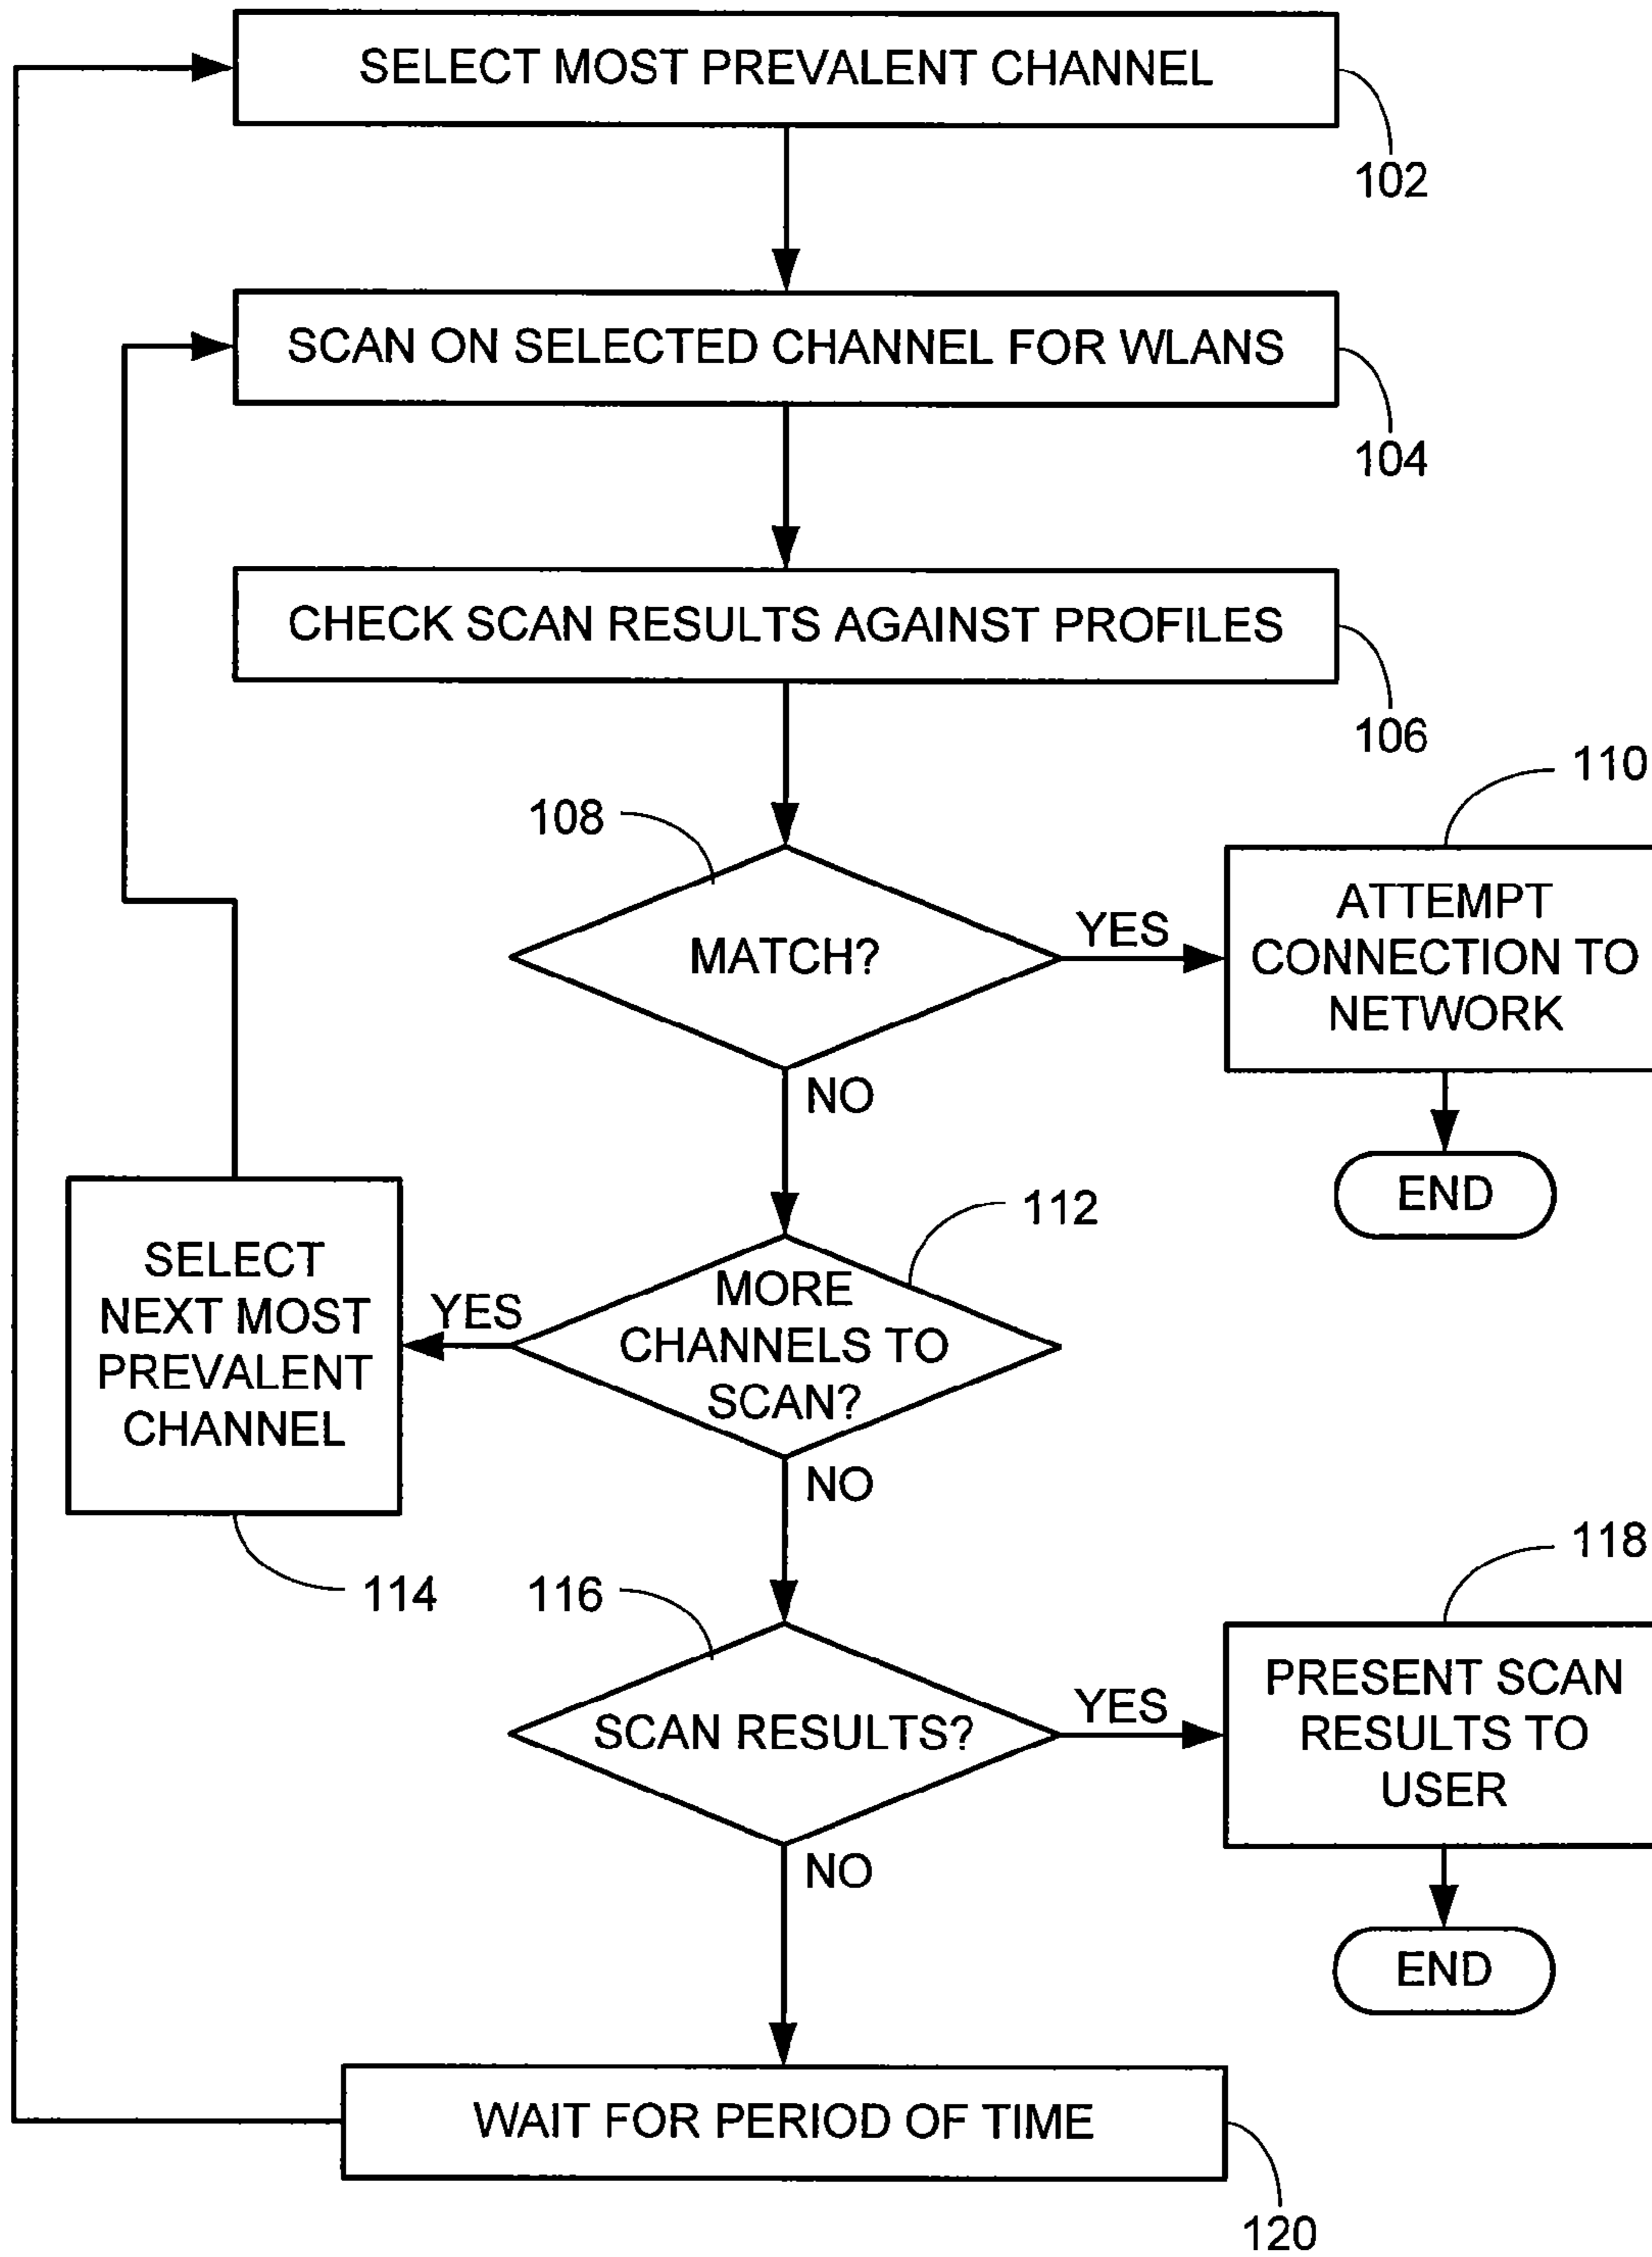 SELECT MOST PREVALENT CHANNEL
102
SCAN ON SELECTED CHANNEL FOR WLANS
104
CHECK SCAN RESULTS AGAINST PROFILES
106
108
MATCH?
YES
110
ATTEMPT
CONNECTION TO
NETWORK
END
NO
112
MORE
CHANNELS TO
SCAN?
YES
SELECT
NEXT MOST
PREVALENT
CHANNEL
114
NO
116
SCAN RESULTS?
YES
118
PRESENT SCAN
RESULTS TO
USER
END
NO
WAIT FOR PERIOD OF TIME
120